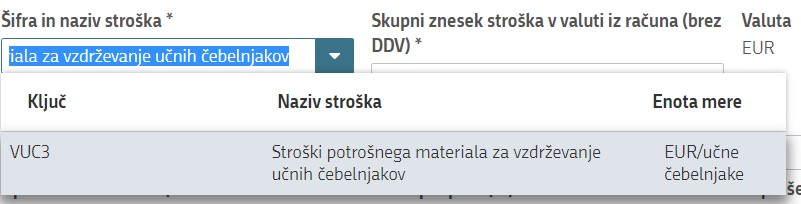 Šifra in naziv stroška *
Skupni znesek stroška v valuti iz računa (brez
DDV) *
Valuta
EUR
riala za vzdrževanje učnih čebelnjakov
Ključ
Naziv stroška
Enota mere
VUC3
Stroški potrošnega materiala za vzdrževanje
učnih čebelnjakov
EUR/učne
čebelnjake